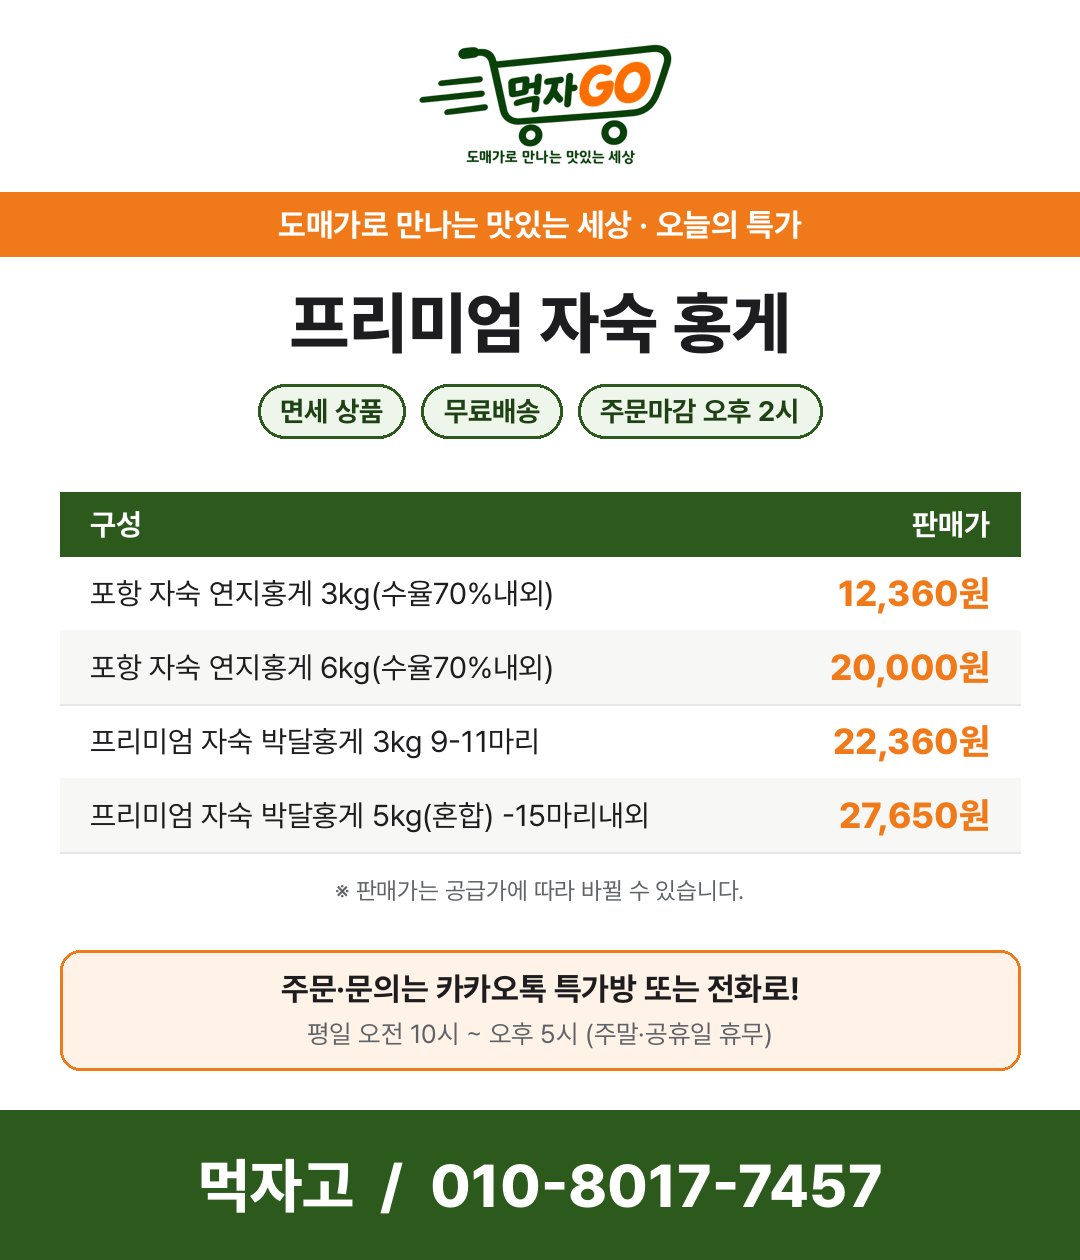 먹자GO
도매가로 만나는 맛있는 세상
도매가로 만나는 맛있는 세상 · 오늘의 특가
프리미엄 자숙 홍게
면세 상품 무료배송 주문마감 오후 2시
구성 판매가
포항 자숙 연지홍게 3kg(수율70%내외) 12,360원
포항 자숙 연지홍게 6kg(수율70%내외) 20,000원
프리미엄 자숙 박달홍게 3kg 9-11마리 22,360원
프리미엄 자숙 박달홍게 5kg(혼합) -15마리내외 27,650원
※ 판매가는 공급가에 따라 바뀔 수 있습니다.
주문·문의는 카카오톡 특가방 또는 전화로!
평일 오전 10시 ~ 오후 5시 (주말·공휴일 휴무)
먹자고 / 010-8017-7457